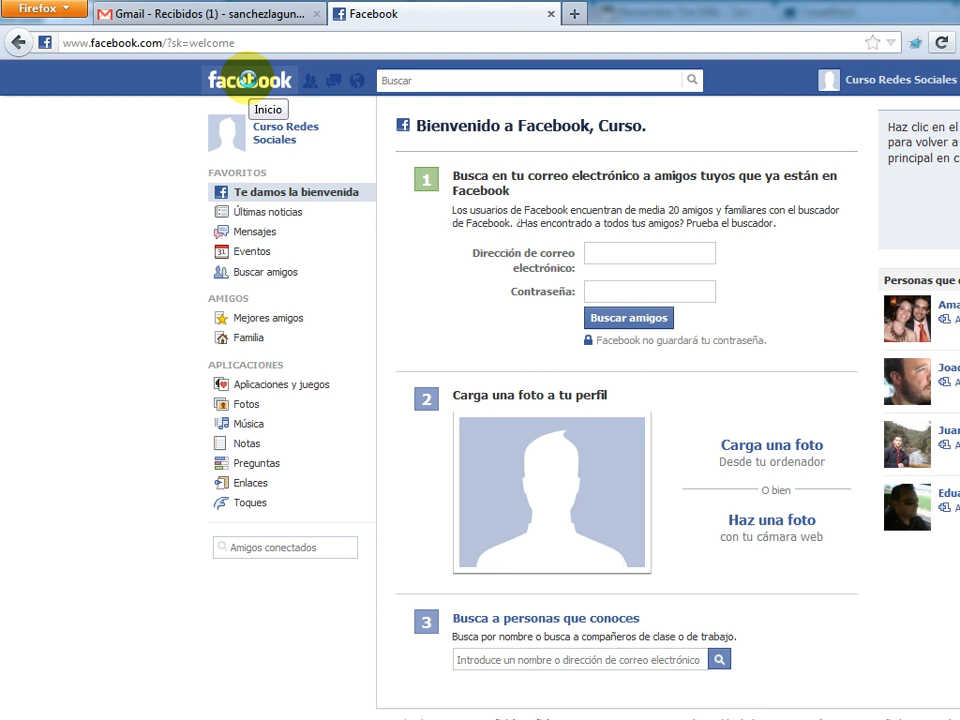 Firefox
Gmail - Recibidos (1) - sanchezlagun...
Facebook
www.facebook.com/?sk=welcome
facebook
Buscar
Curso Redes Sociales
Inicio
Curso Redes
Sociales
FAVORITOS
Te damos la bienvenida
Últimas noticias
Mensajes
31
Eventos
Buscar amigos
AMIGOS
Mejores amigos
Familia
APLICACIONES
Aplicaciones y juegos
Fotos
Música
Notas
Preguntas
Enlaces
Toques
Amigos conectados
Bienvenido a Facebook, Curso.
1
Busca en tu correo electrónico a amigos tuyos que ya están en
Facebook
Los usuarios de Facebook encuentran de media 20 amigos y familiares con el buscador
de Facebook. ¿Has encontrado a todos tus amigos? Prueba el buscador.
Dirección de correo
electrónico:
Contraseña:
Buscar amigos
Facebook no guardará tu contraseña.
2
Carga una foto a tu perfil
Carga una foto
Desde tu ordenador
O bien
Haz una foto
con tu cámara web
3
Busca a personas que conoces
Busca por nombre o busca a compañeros de clase o de trabajo.
Introduce un nombre o dirección de correo electrónico
Haz clic en el
para volver a
principal en c
Personas que
Ama
A
Joac
A
Juan
A
Edua
A